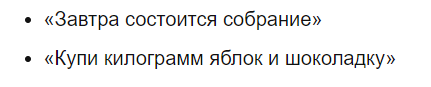 • «Завтра состоится собрание»
• «Купи килограмм яблок и шоколадку»